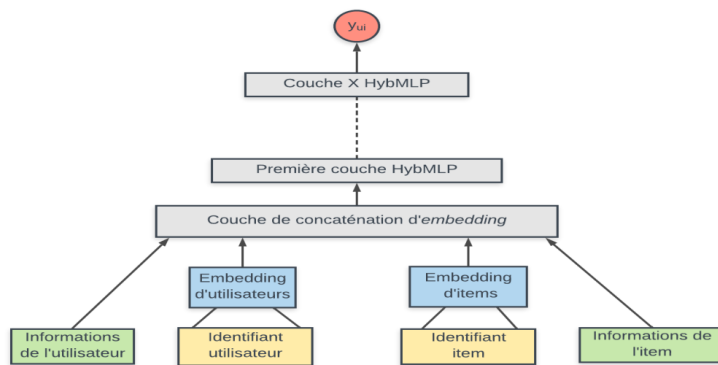 yui
Couche X HybMLP
Première couche HybMLP
Couche de concaténation d'embedding
Embedding
d'utilisateurs
Embedding
d'items
Informations
de l'utilisateur
Identifiant
utilisateur
Identifiant
item
Informations de
l'item